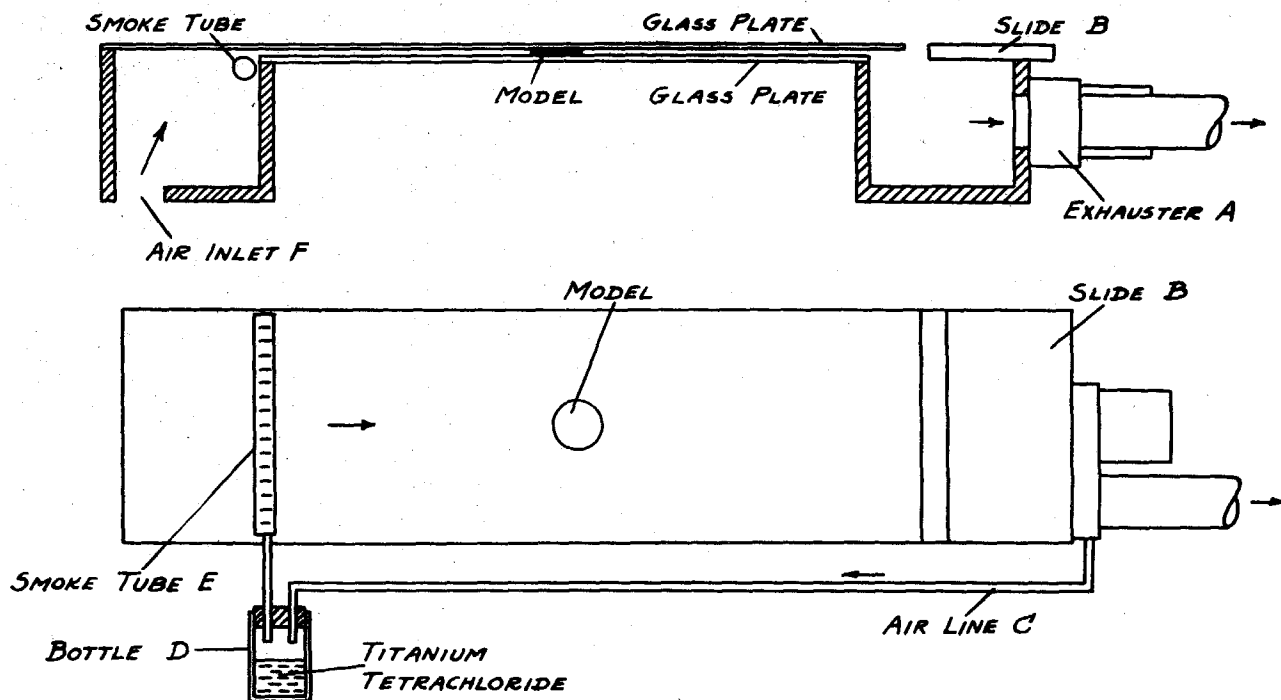 SMOKE TUBE
GLASS PLATE
SLIDE B
MODEL
GLASS PLATE
EXHAUSTER A
AIR INLET F
MODEL
SLIDE B
SMOKE TUBE E
AIR LINE C
BOTTLE D
TITANIUM
TETRACHLORIDE